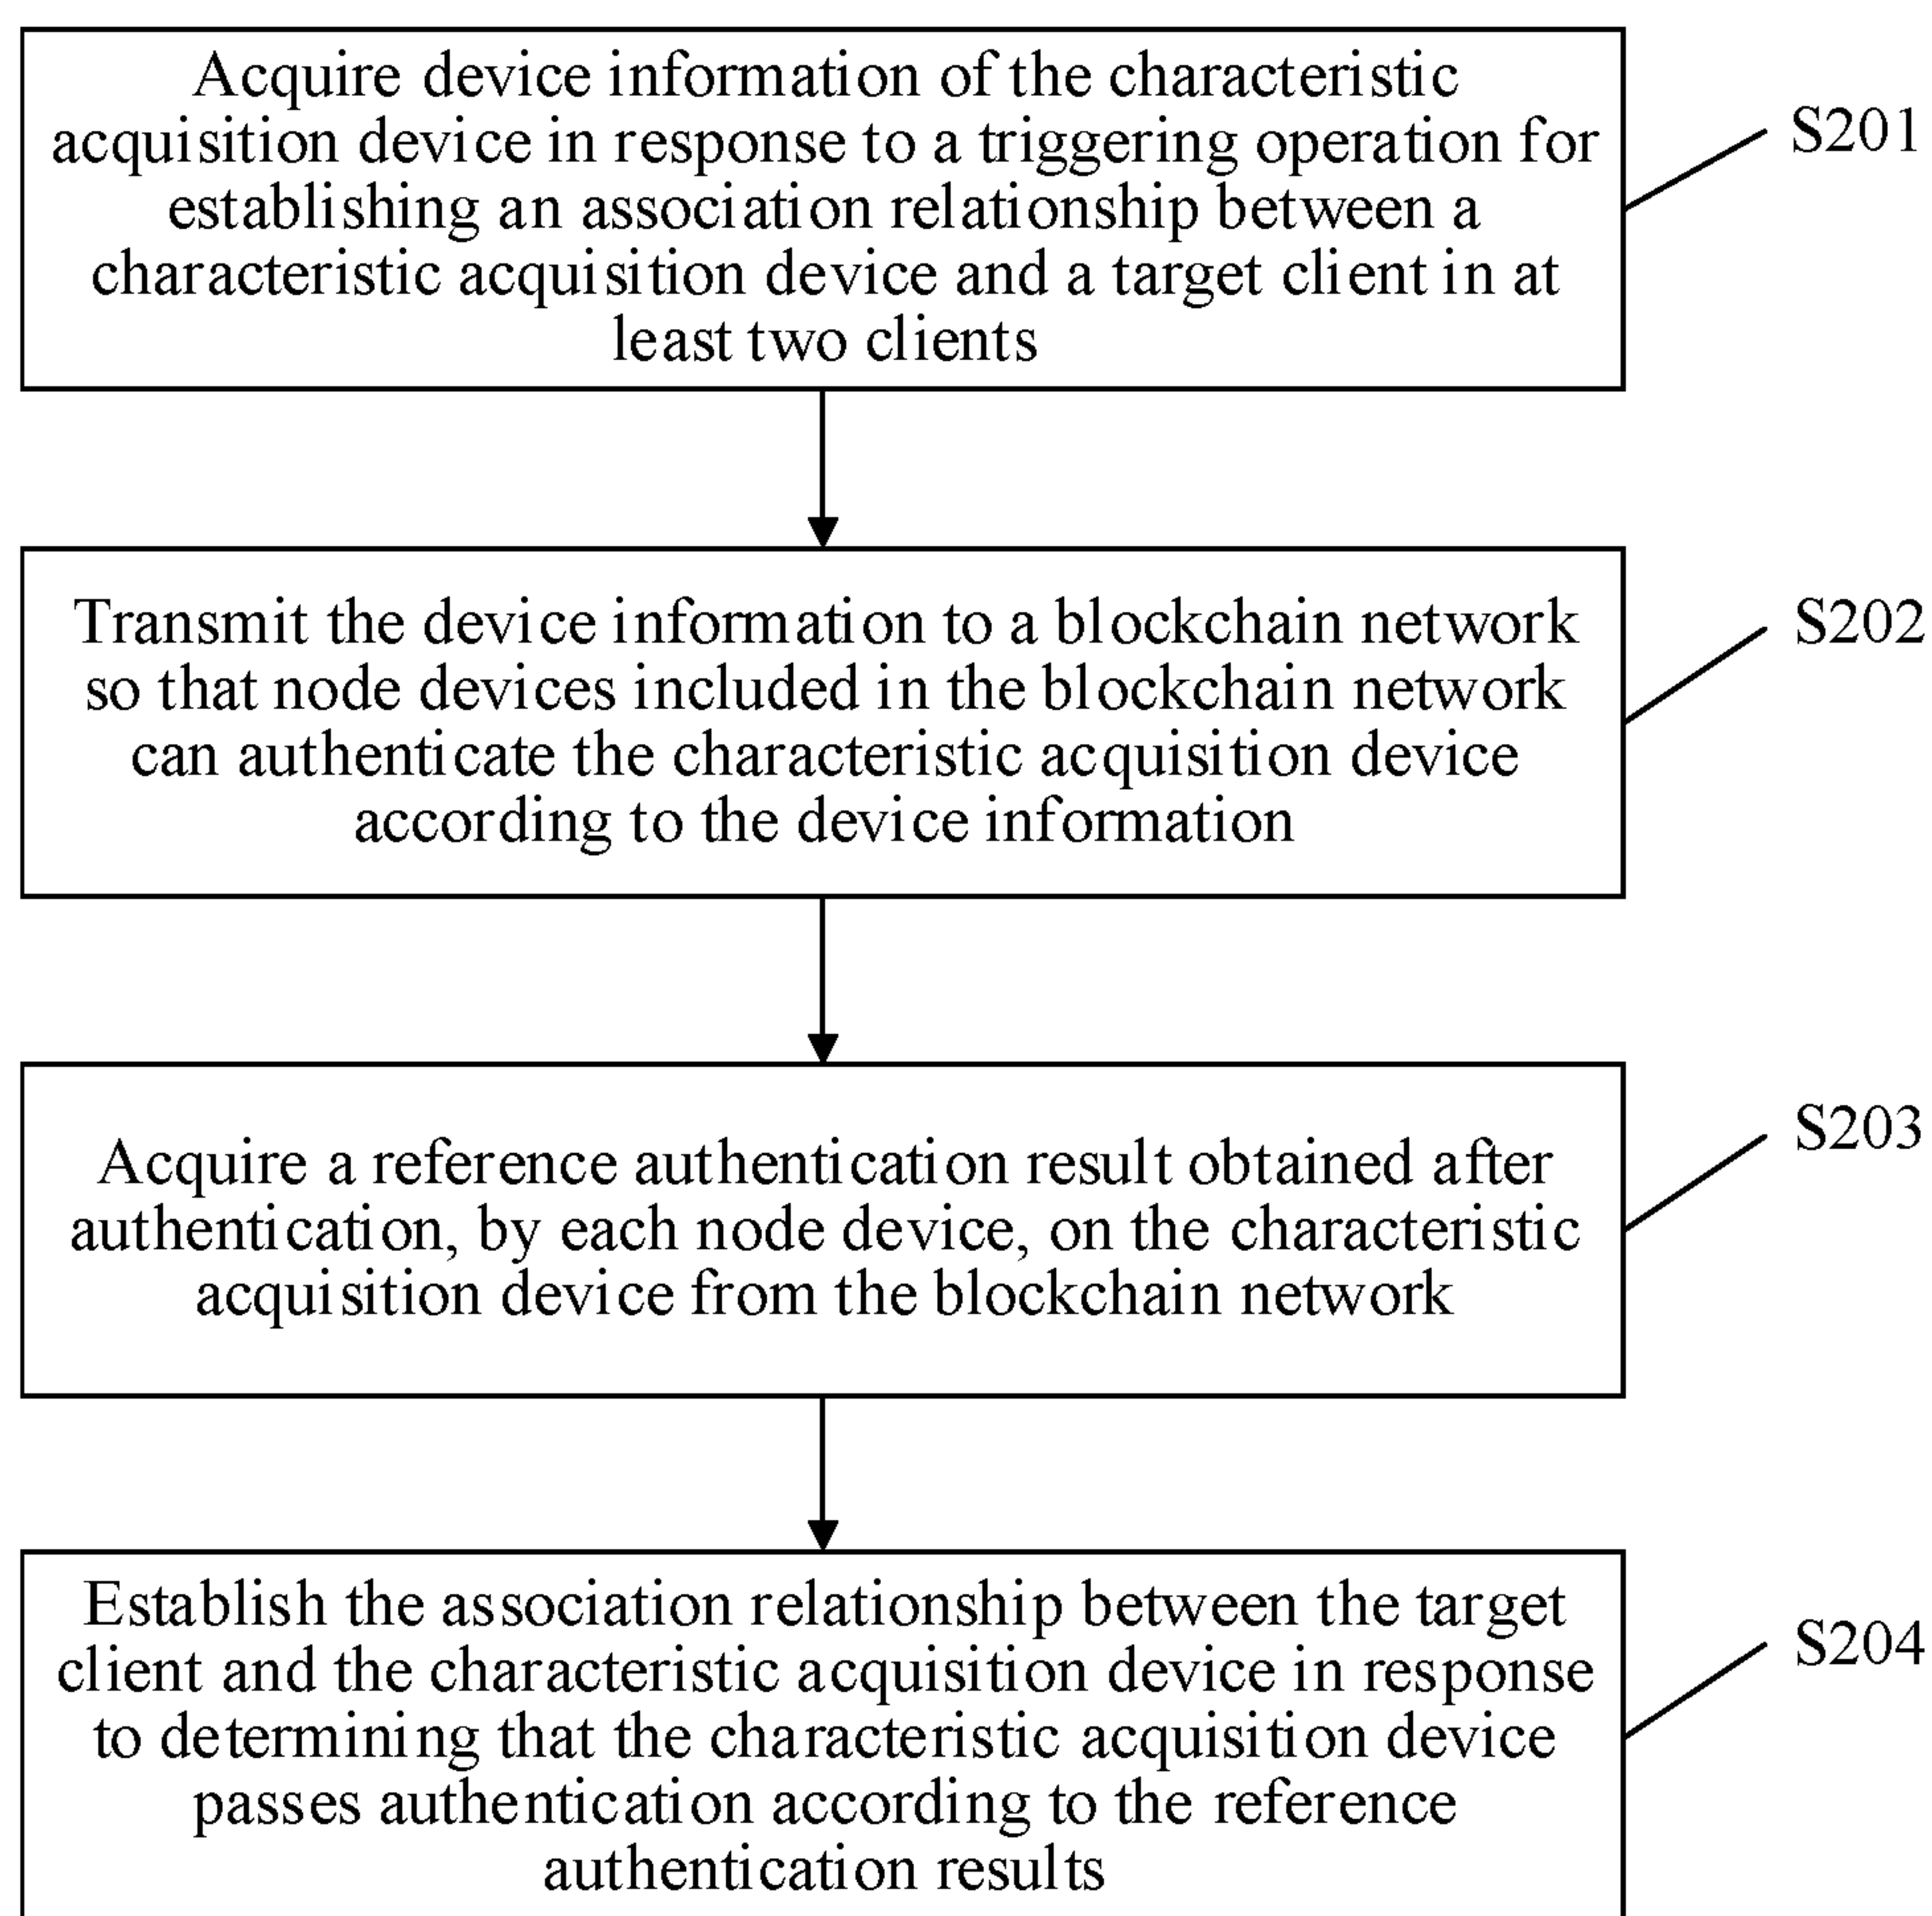 Acquire device information of the characteristic
acquisition device in response to a triggering operation for
establishing an association relationship between a
characteristic acquisition device and a target client in at
least two clients
S201
Transmit the device information to a blockchain network
so that node devices included in the blockchain network
can authenticate the characteristic acquisition device
according to the device information
S202
Acquire a reference authentication result obtained after
authentication, by each node device, on the characteristic
acquisition device from the blockchain network
S203
Establish the association relationship between the target
client and the characteristic acquisition device in response
to determining that the characteristic acquisition device
passes authentication according to the reference
authentication results
S204